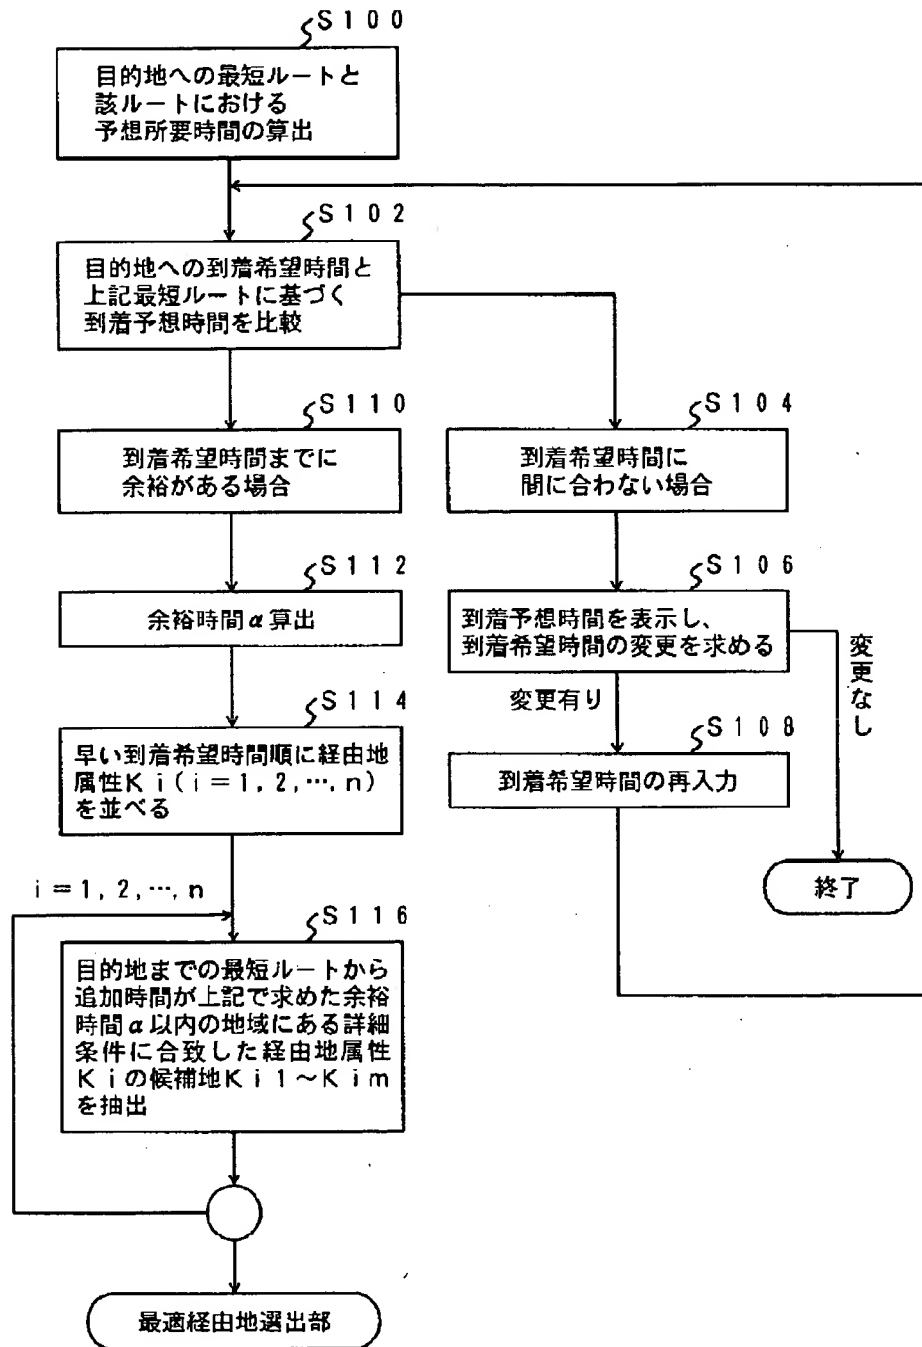 S100
目的地への最短ルートと
該ルートにおける
予想所要時間の算出
S102
目的地への到着希望時間と
上記最短ルートに基づく
到着予想時間を比較
S110
到着希望時間までに
余裕がある場合
S104
到着希望時間に
間に合わない場合
S112
余裕時間α算出
S106
到着予想時間を表示し、
到着希望時間の変更を求める
変更なし
変更有り
S114
早い到着希望時間順に経由地
属性Ki(i=1,2,…,n)
を並べる
S108
到着希望時間の再入力
終了
i=1,2,…,n
S116
目的地までの最短ルートから
追加時間が上記で求めた余裕
時間α以内の地域にある詳細
条件に合致した経由地属性
Kiの候補地Ki1〜Kim
を抽出
最適経由地選出部